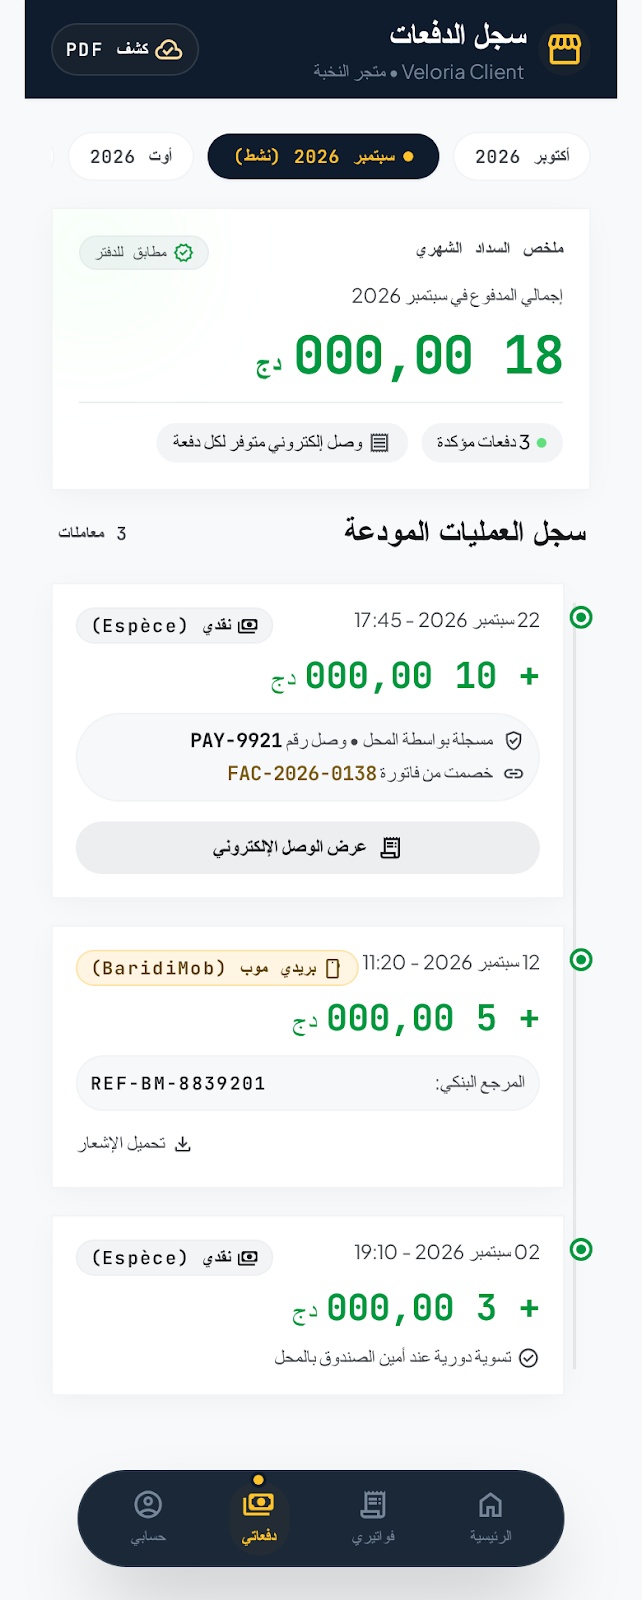 سجل الدفعات
Veloria Client • متجر النخبة
كشف PDF
أكتوبر 2026
سبتمبر 2026 (نشط)
أوت 2026
ملخص السداد الشهري
مطابق للدفتر
إجمالي المدفوع في سبتمبر 2026
18 000,00 دج
3 دفعات مؤكدة
وصل إلكتروني متوفر لكل دفعة
سجل العمليات المودعة
3 معاملات
22 سبتمبر 2026 - 17:45
نقدي (Espèce)
+ 10 000,00 دج
مسجلة بواسطة المحل • وصل رقم PAY-9921
خصمت من فاتورة FAC-2026-0138
عرض الوصل الإلكتروني
12 سبتمبر 2026 - 11:20
بريدي موب (BaridiMob)
+ 5 000,00 دج
المرجع البنكي:
REF-BM-8839201
تحميل الإشعار
02 سبتمبر 2026 - 19:10
نقدي (Espèce)
+ 3 000,00 دج
تسوية دورية عند أمين الصندوق بالمحل
الرئيسية
فواتيري
دفعاتي
حسابي